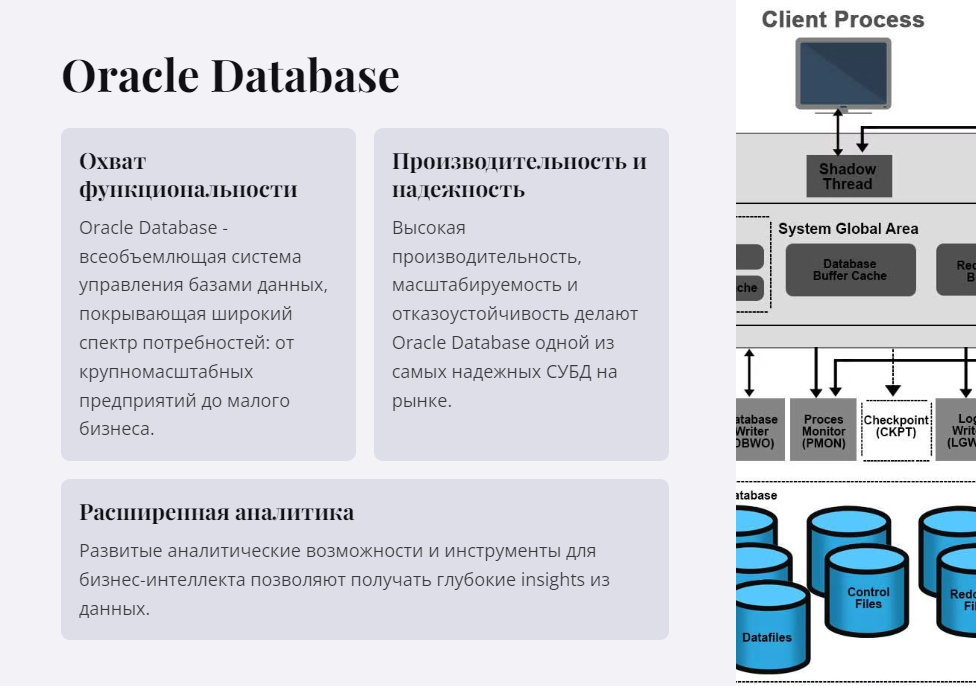 Oracle Database
Охват
функциональности
Oracle Database -
всеобъемлющая система
управления базами данных,
покрывающая широкий
спектр потребностей: от
крупномасштабных
предприятий до малого
бизнеса.
Производительность и
надежность
Высокая
производительность,
масштабируемость и
отказоустойчивость делают
Oracle Database одной из
самых надежных СУБД на
рынке.
Расширенная аналитика
Развитые аналитические возможности и инструменты для
бизнес-интеллекта позволяют получать глубокие insights из
данных.
Client Process
Shadow
Thread
System Global Area
Database
Buffer Cache
Writer
Proces
Monitor
(PMON)
Checkpoint
(CKPT)
Control
Files
Datafiles